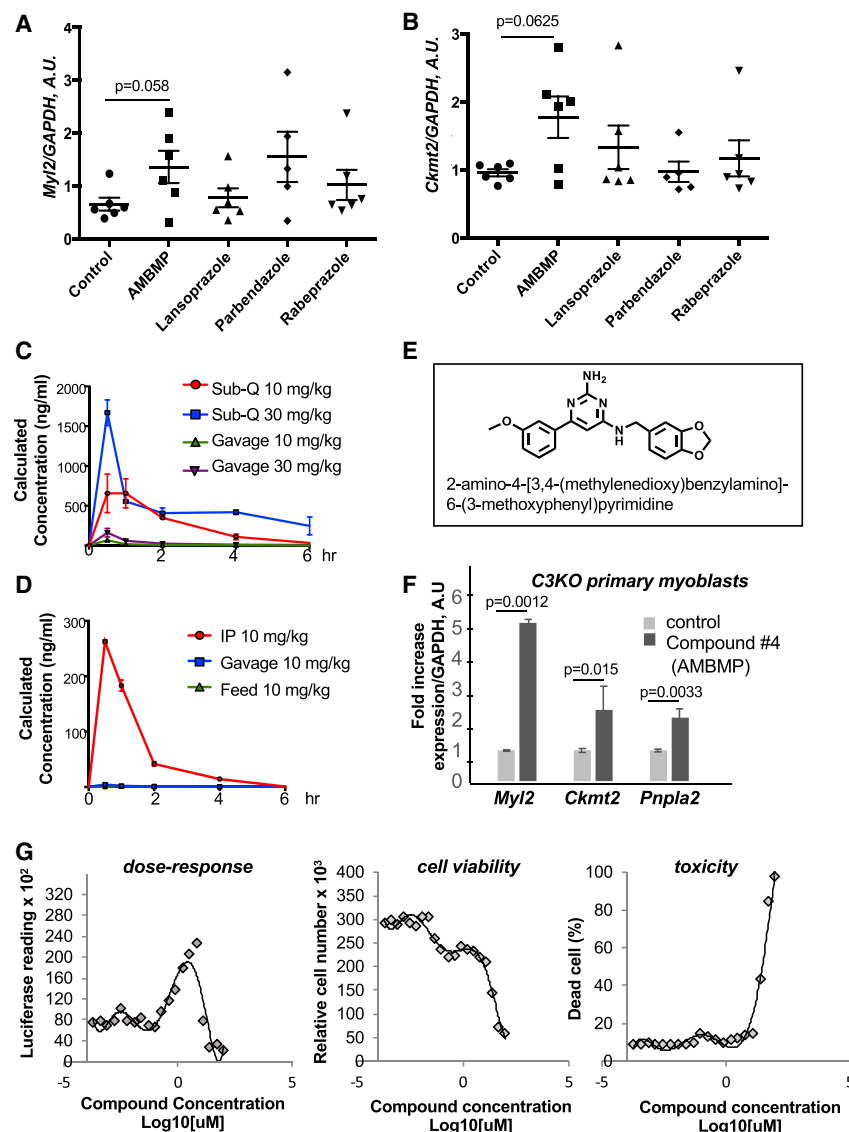 A
Myl2/GAPDH, A.U.
4
3
2
1
0
p=0.058
Control
AMBMP
Lansoprazole
Parbendazole
Rabeprazole
B
Ckmt2/GAPDH, A.U.
3
2
1
0
p=0.0625
Control
AMBMP
Lansoprazole
Parbendazole
Rabeprazole
C
Calculated
Concentration (ng/ml)
2000
1500
1000
500
0
2
4
6
hr
Sub-Q 10 mg/kg
Sub-Q 30 mg/kg
Gavage 10 mg/kg
Gavage 30 mg/kg
D
Calculated
Concentration (ng/ml)
300
200
100
0
2
4
6
hr
IP 10 mg/kg
Gavage 10 mg/kg
Feed 10 mg/kg
E
NH2
N
N
O
N
H
O
O
2-amino-4-[3,4-(methylenedioxy)benzylamino]-
6-(3-methoxyphenyl)pyrimidine
F
C3KO primary myoblasts
Fold increase
expression/GAPDH, A.U
6
5
4
3
2
1
0
p=0.0012
p=0.015
p=0.0033
control
Compound #4
(AMBMP)
Myl2
Ckmt2
Pnpla2
G
dose-response
Luciferase reading x 10²
320
280
240
200
160
120
80
40
0
-5
0
5
Compound Concentration
Log10[uM]
cell viability
Relative cell number x 10³
400
350
300
250
200
150
100
50
0
-5
0
5
Compound concentration
Log10[uM]
toxicity
Dead cell (%)
100
80
60
40
20
0
-5
0
5
Compound concentration
Log10[uM]